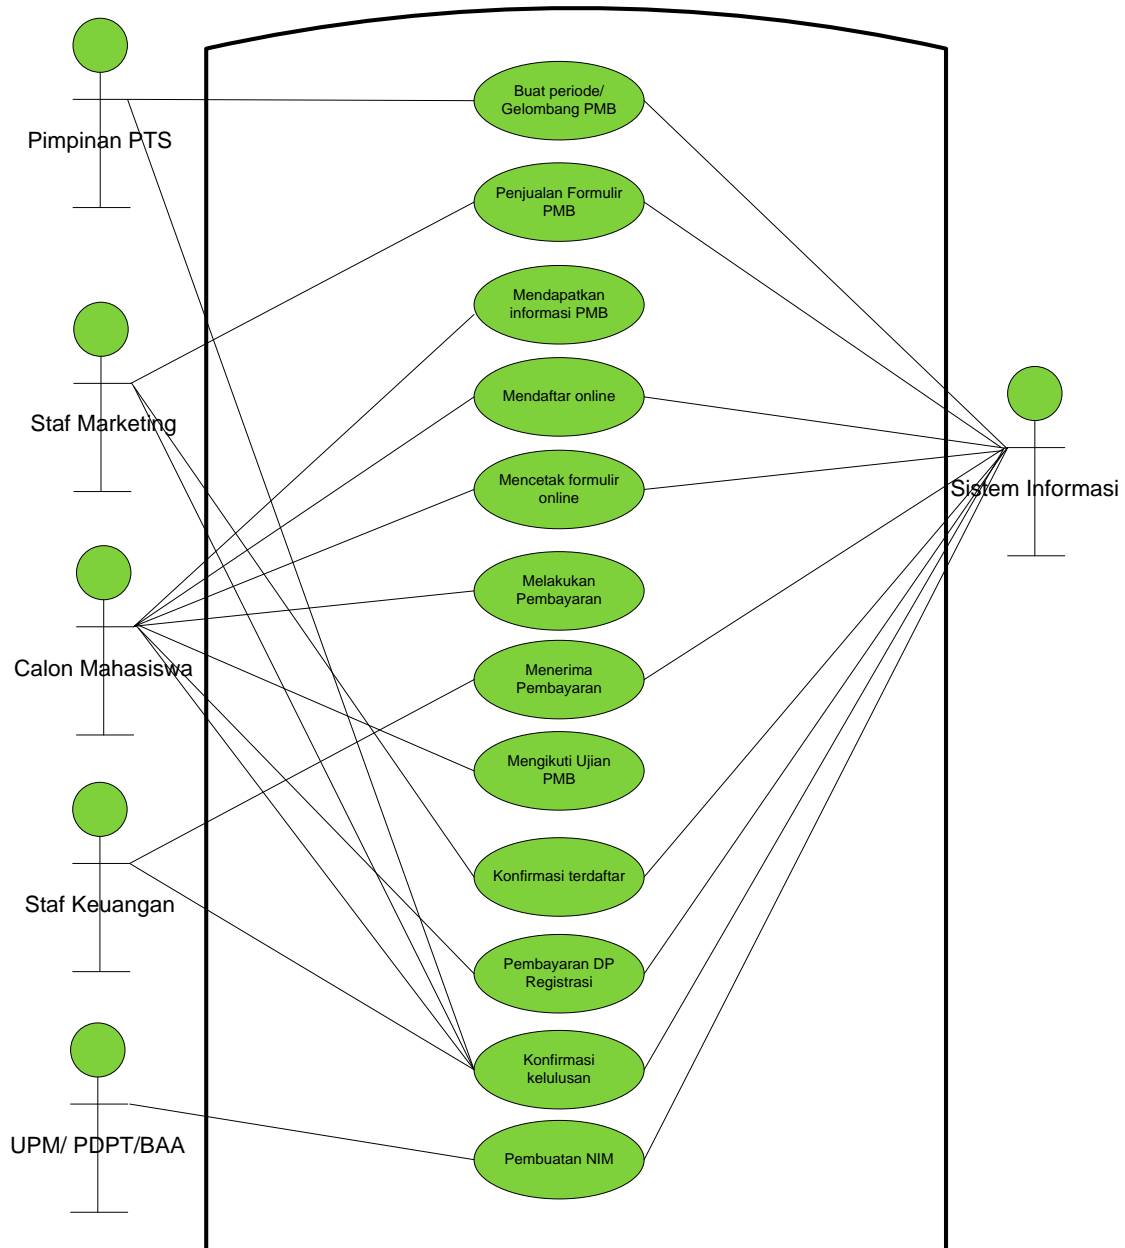 Buat periode/
Gelombang PMB
Pimpinan PTS
Penjualan Formulir
PMB
Mendapatkan
informasi PMB
Mendaftar online
Staf Marketing
Mencetak formulir
online
Sistem Informasi
Melakukan
Pembayaran
Calon Mahasiswa
Menerima
Pembayaran
Mengikuti Ujian
PMB
Konfirmasi terdaftar
Staf Keuangan
Pembayaran DP
Registrasi
Konfirmasi
kelulusan
UPM/ PDPT/BAA
Pembuatan NIM